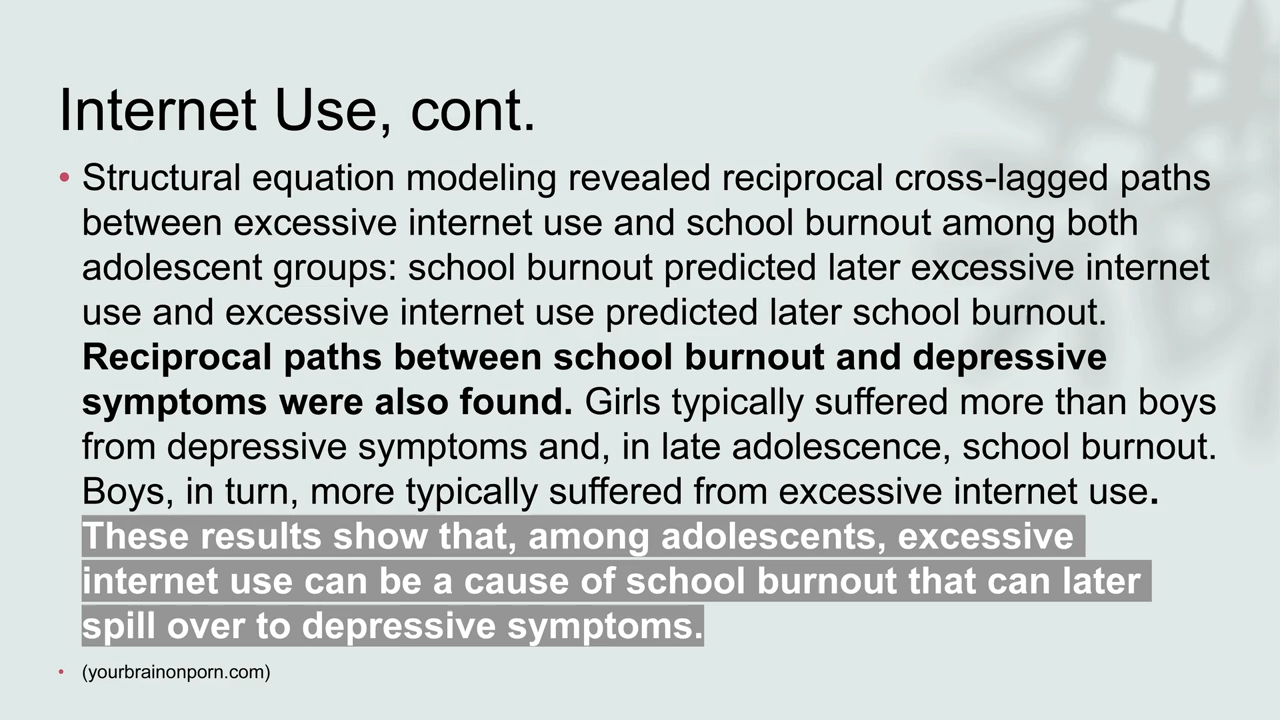 Internet Use, cont.
• Structural equation modeling revealed reciprocal cross-lagged paths
between excessive internet use and school burnout among both
adolescent groups: school burnout predicted later excessive internet
use and excessive internet use predicted later school burnout.
Reciprocal paths between school burnout and depressive
symptoms were also found. Girls typically suffered more than boys
from depressive symptoms and, in late adolescence, school burnout.
Boys, in turn, more typically suffered from excessive internet use.
These results show that, among adolescents, excessive
internet use can be a cause of school burnout that can later
spill over to depressive symptoms.
• (yourbrainonporn.com)